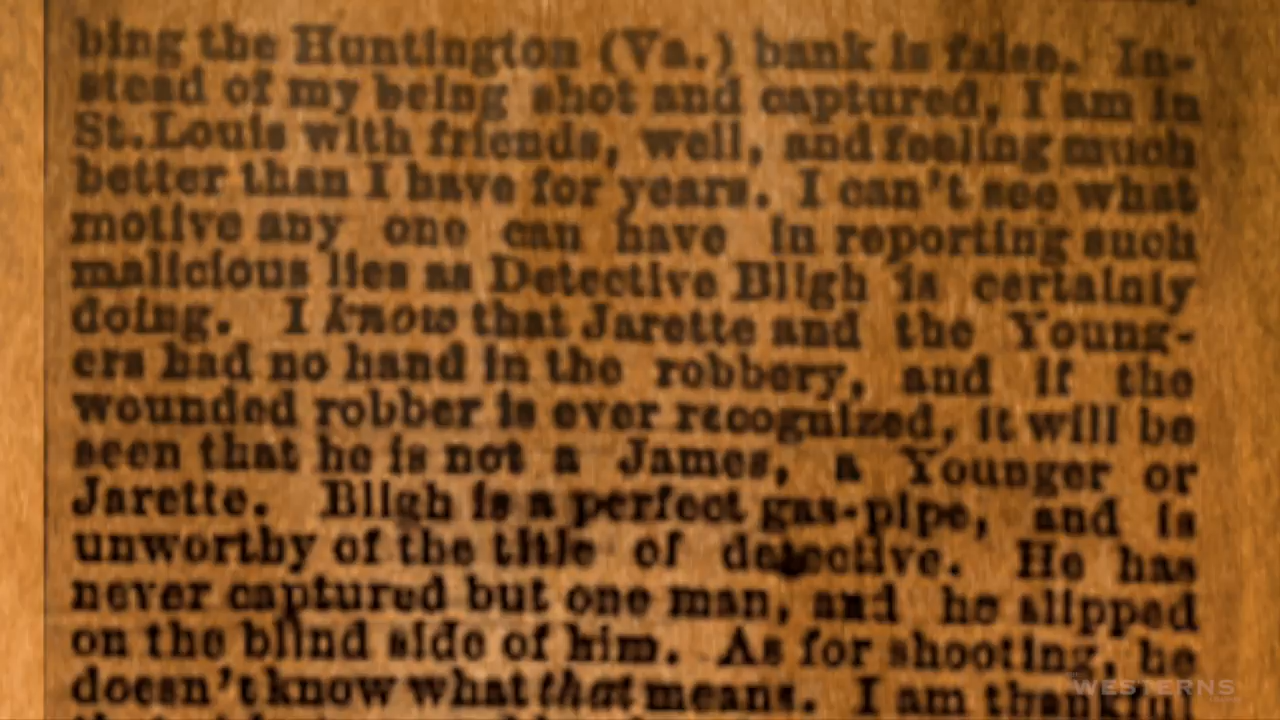 bing the Huntington (Va.) bank is false. In-
stead of my being shot and captured, I am in
St. Louis with friends, well, and feeling much
better than I have for years. I can't see what
motive any one can have in reporting such
malicious lies as Detective Bligh is certainly
doing. I know that Jarette and the Young-
ers had no hand in the robbery, and if the
wounded robber is ever recognized, it will be
seen that he is not a James, a Younger or
Jarette. Bligh is a perfect gas-pipe, and is
unworthy of the title of detective. He has
never captured but one man, and he slipped
on the blind side of him. As for shooting, he
doesn't know what that means. I am thankful
WESTERNS